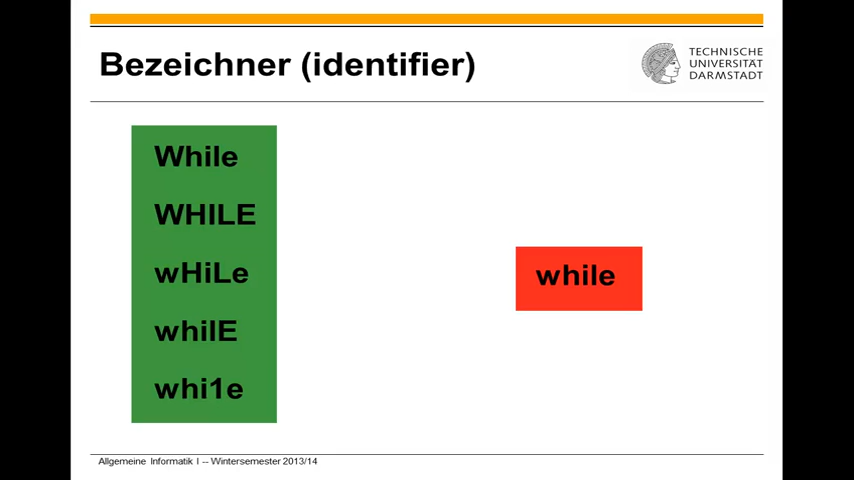 Bezeichner (identifier)
TECHNISCHE
UNIVERSITÄT
DARMSTADT
While
WHILE
wHiLe
whilE
whi1e
while
Allgemeine Informatik I -- Wintersemester 2013/14